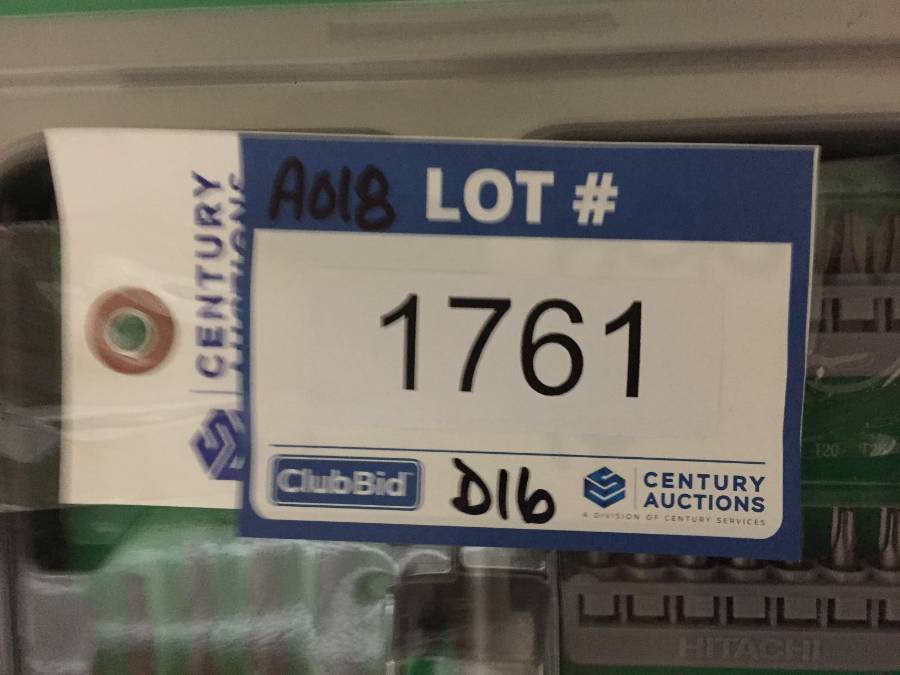 A018 LOT #
CENTURY
1761
T20
ClubBid
D16
CENTURY
AUCTIONS
A DIVISION OF CENTURY SERVICES
HITACHI